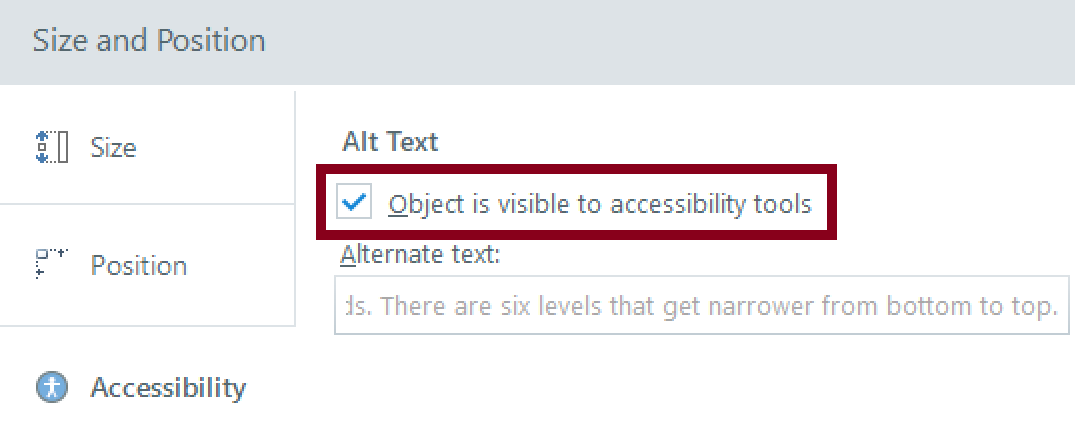 Size and Position
Size
Position
Accessibility
Alt Text
Object is visible to accessibility tools
Alternate text:
ds. There are six levels that get narrower from bottom to top.